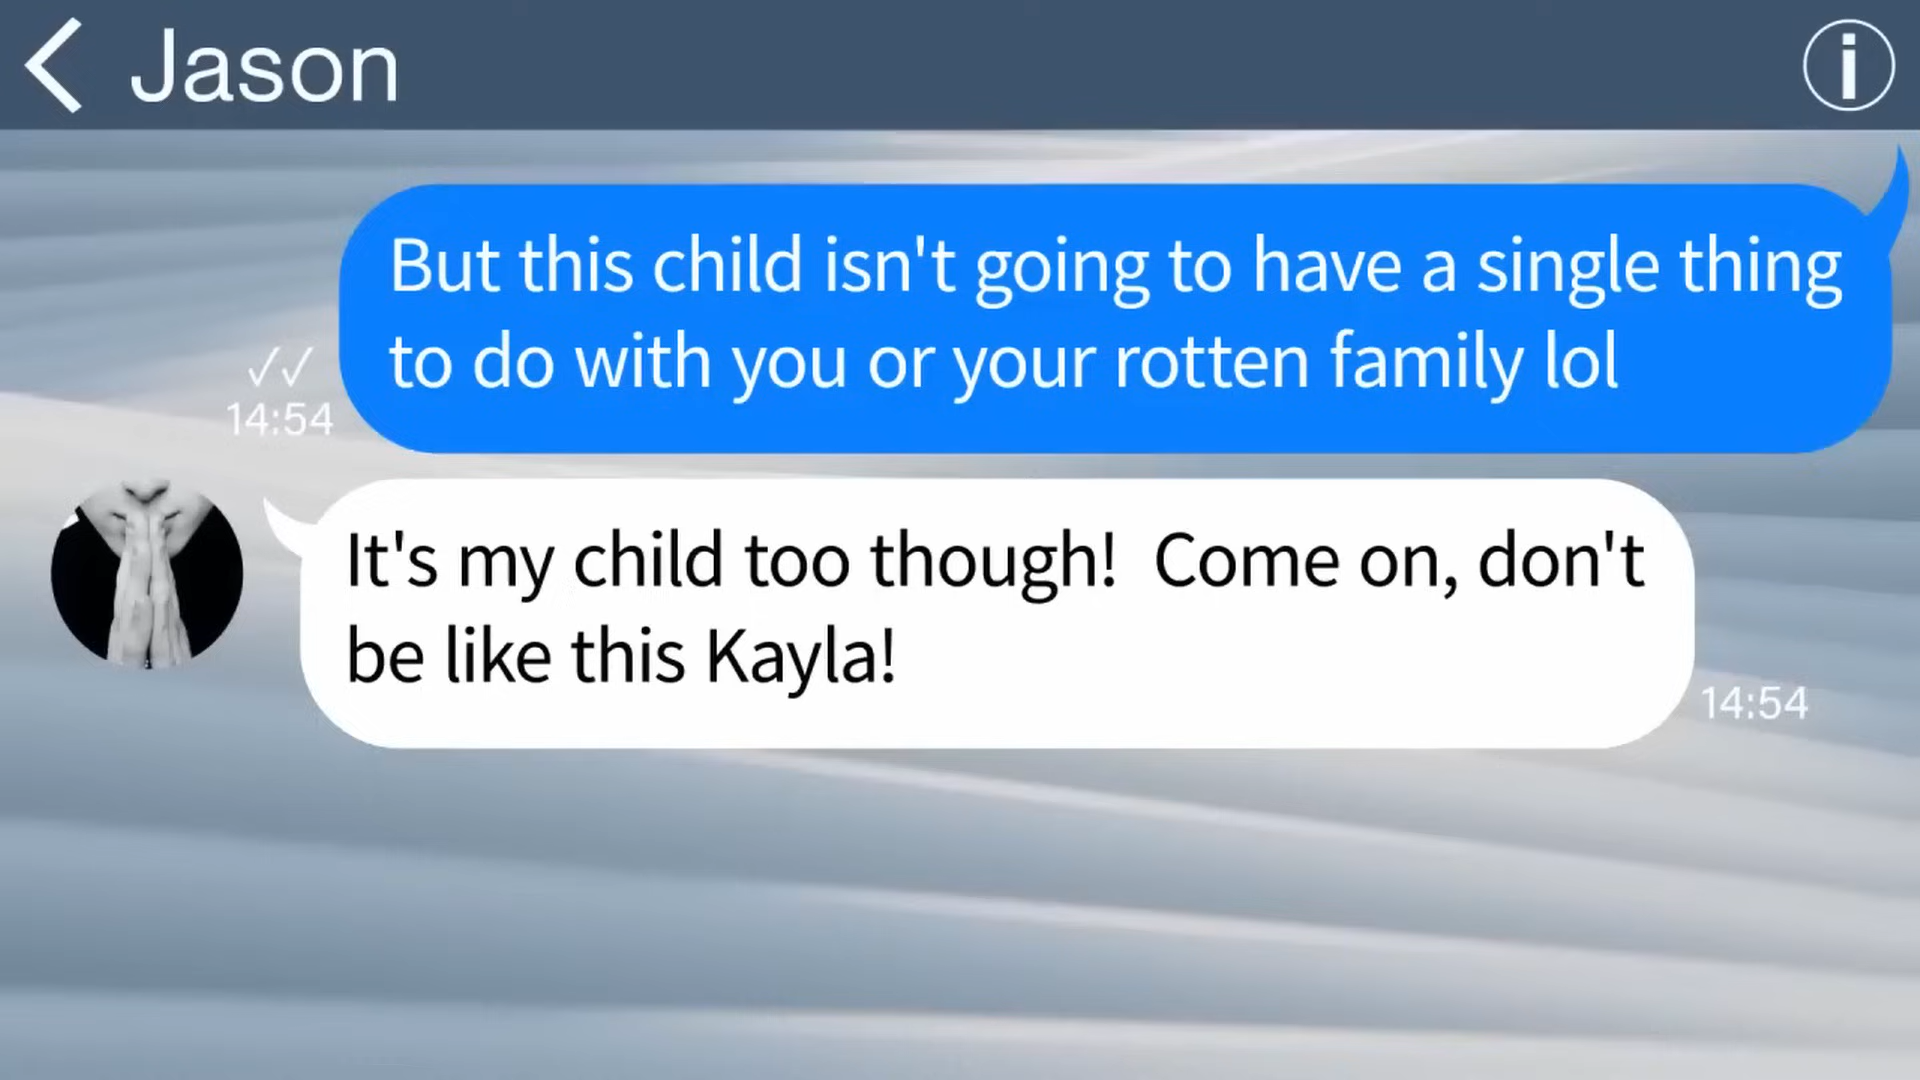 Jason
But this child isn't going to have a single thing
to do with you or your rotten family lol
14:54
It's my child too though!  Come on, don't
be like this Kayla!
14:54